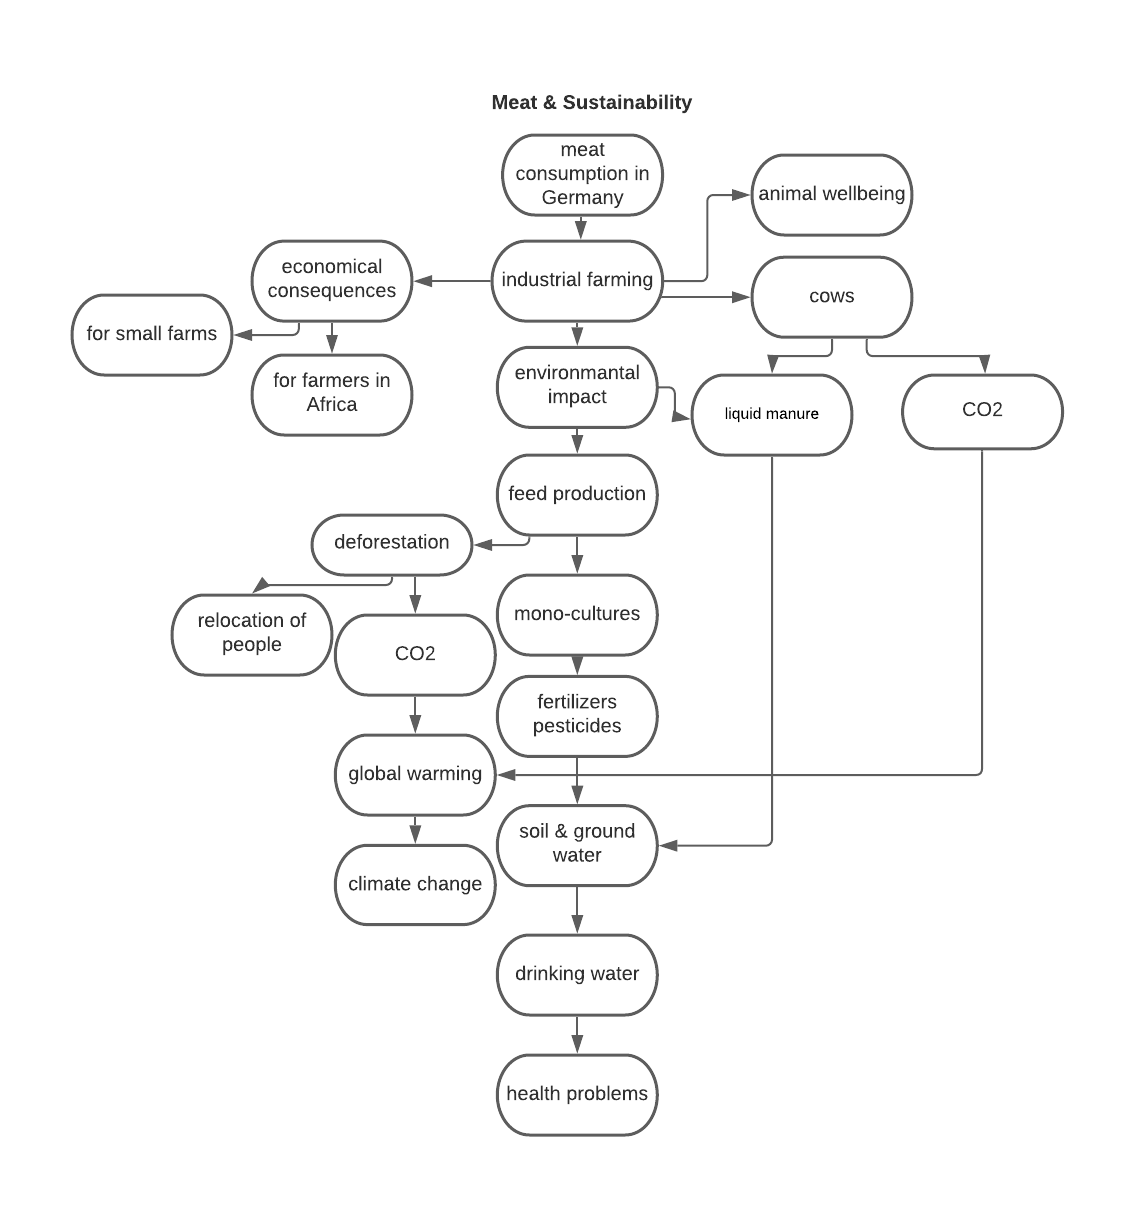 Meat & Sustainability
meat
consumption in
Germany
animal wellbeing
economical
consequences
industrial farming
cows
for small farms
for farmers in
Africa
environmantal
impact
liquid manure
CO2
feed production
deforestation
relocation of
people
CO2
mono-cultures
fertilizers
pesticides
global warming
soil & ground
water
climate change
drinking water
health problems